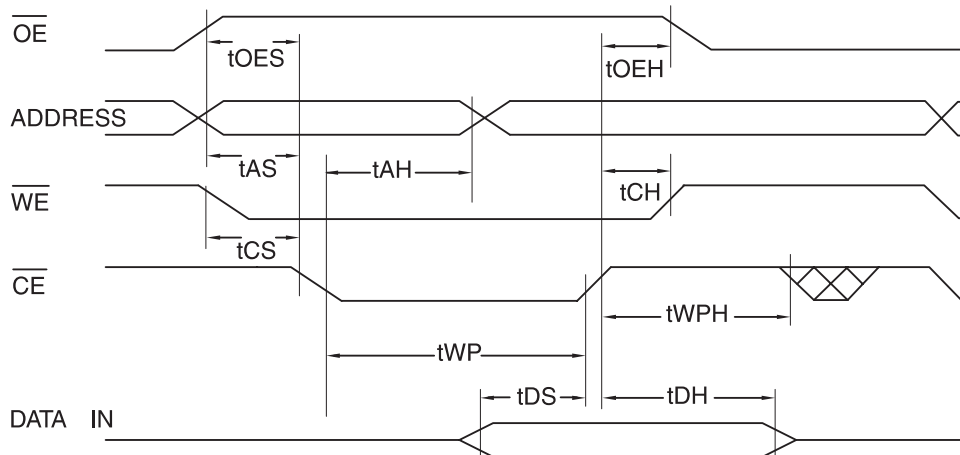 OE
tOES
tOEH
ADDRESS
tAS
tAH
tCH
WE
tCS
CE
tWPH
tWP
tDS
tDH
DATA IN